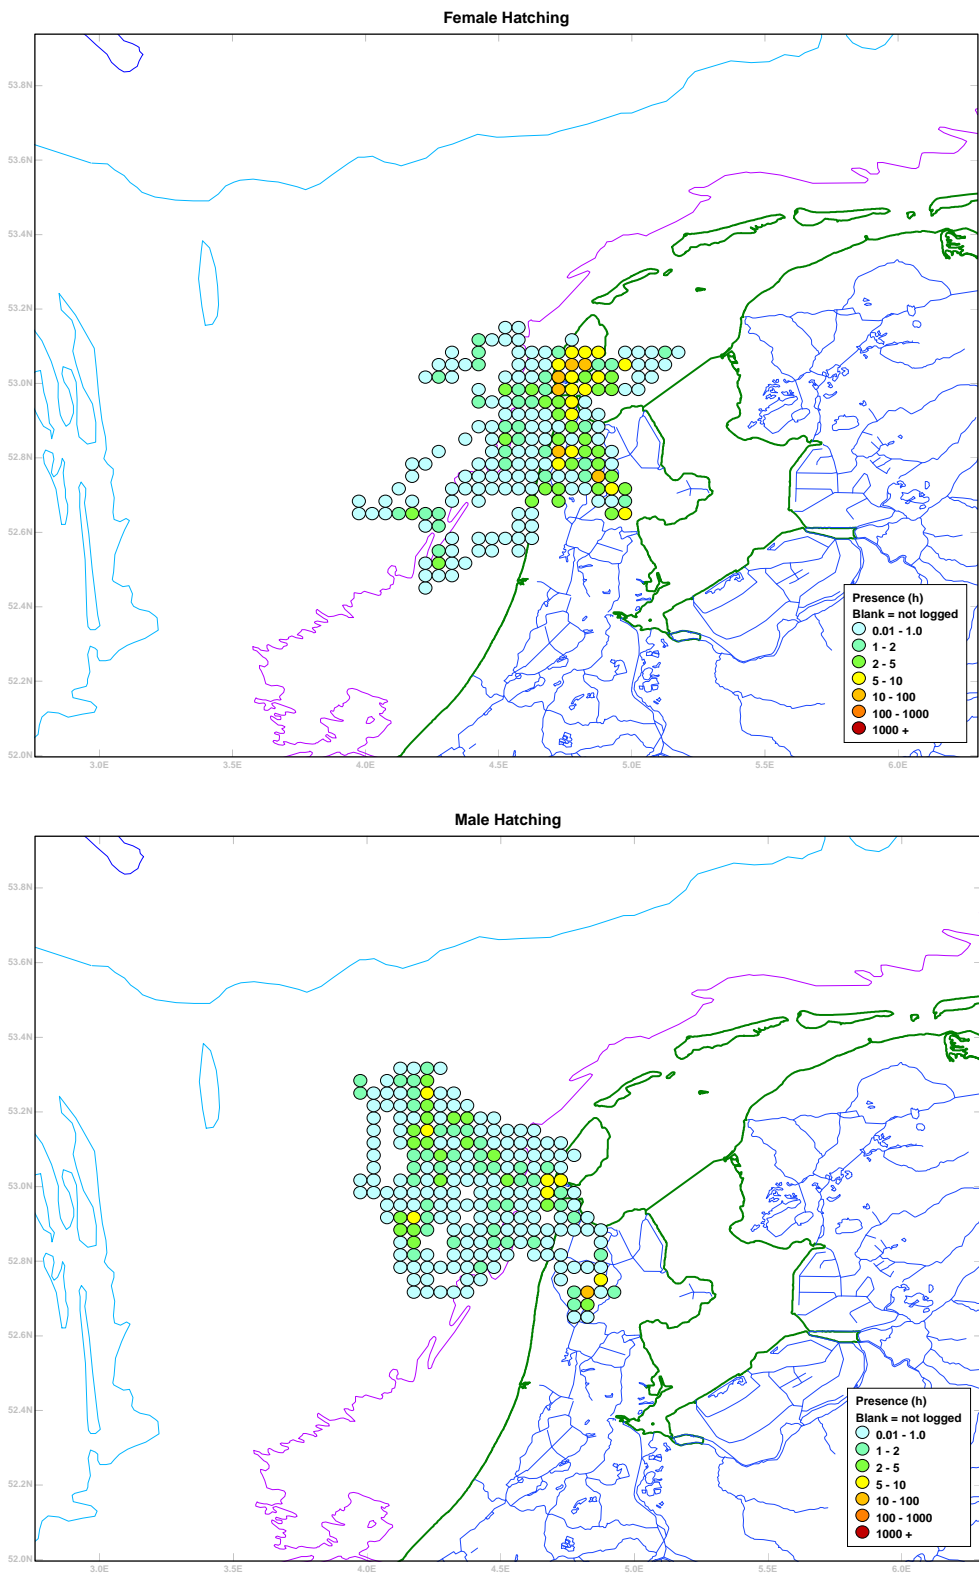 Female Hatching
53.8N
53.6N
53.4N
53.2N
53.0N
52.8N
52.6N
52.4N
52.2N
52.0N
3.0E 3.5E 4.0E 4.5E 5.0E 5.5E 6.0E
Presence (h)
Blank = not logged
0.01 - 1.0
1 - 2
2 - 5
5 - 10
10 - 100
100 - 1000
1000 +
Male Hatching
53.8N
53.6N
53.4N
53.2N
53.0N
52.8N
52.6N
52.4N
52.2N
52.0N
3.0E 3.5E 4.0E 4.5E 5.0E 5.5E 6.0E
Presence (h)
Blank = not logged
0.01 - 1.0
1 - 2
2 - 5
5 - 10
10 - 100
100 - 1000
1000 +